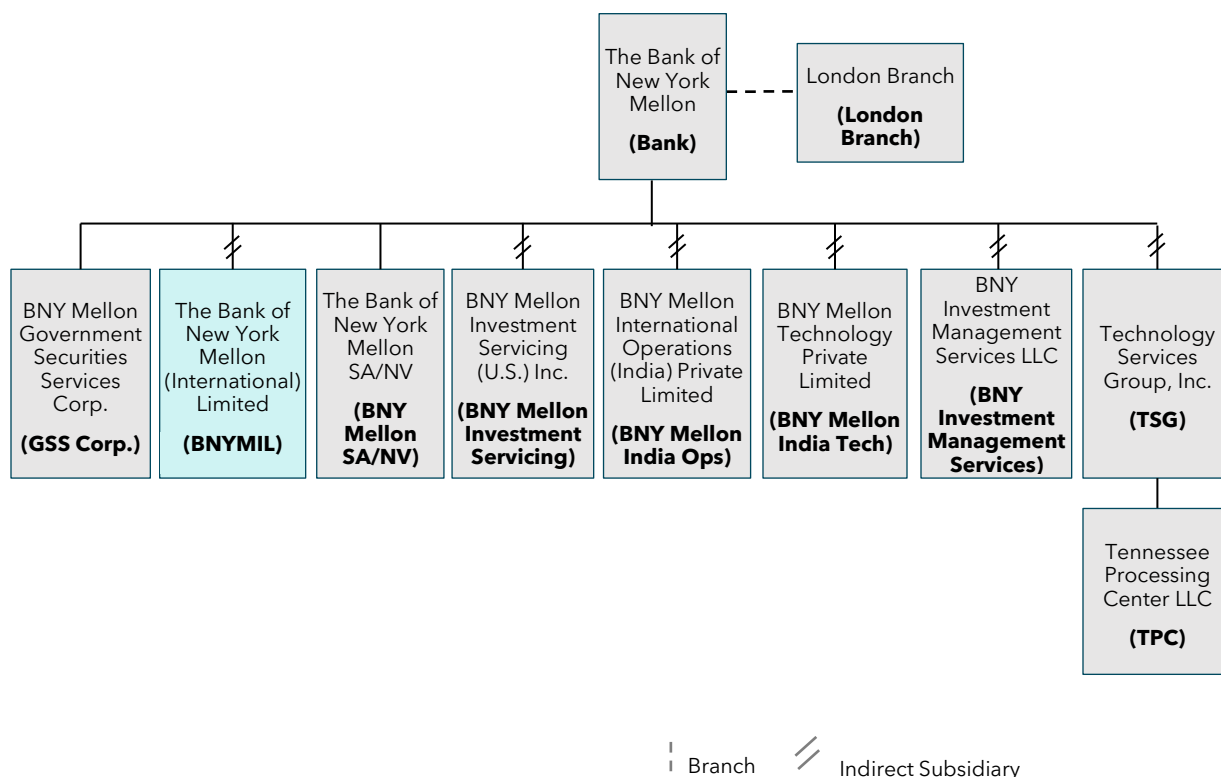 The Bank of
New York
Mellon
(Bank)
London Branch
(London
Branch)
BNY Mellon
Government
Securities
Services
Corp.
(GSS Corp.)
The Bank of
New York
Mellon
(International)
Limited
(BNYMIL)
The Bank of
New York
Mellon
SA/NV
(BNY
Mellon
SA/NV)
BNY Mellon
Investment
Servicing
(U.S.) Inc.
(BNY Mellon
Investment
Servicing)
BNY Mellon
International
Operations
(India) Private
Limited
(BNY Mellon
India Ops)
BNY Mellon
Technology
Private
Limited
(BNY Mellon
India Tech)
BNY
Investment
Management
Services LLC
(BNY
Investment
Management
Services)
Technology
Services
Group, Inc.
(TSG)
Tennessee
Processing
Center LLC
(TPC)
Branch
Indirect Subsidiary